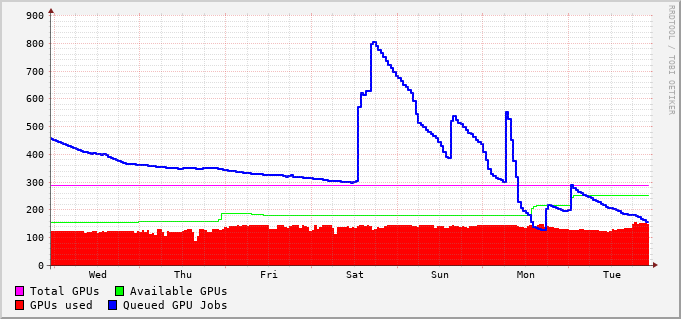 900
800
700
600
500
400
300
200
100
0
Wed Thu Fri Sat Sun Mon Tue
Total GPUs Available GPUs
GPUs used Queued GPU Jobs
RRDTOOL / TOBI OETIKER